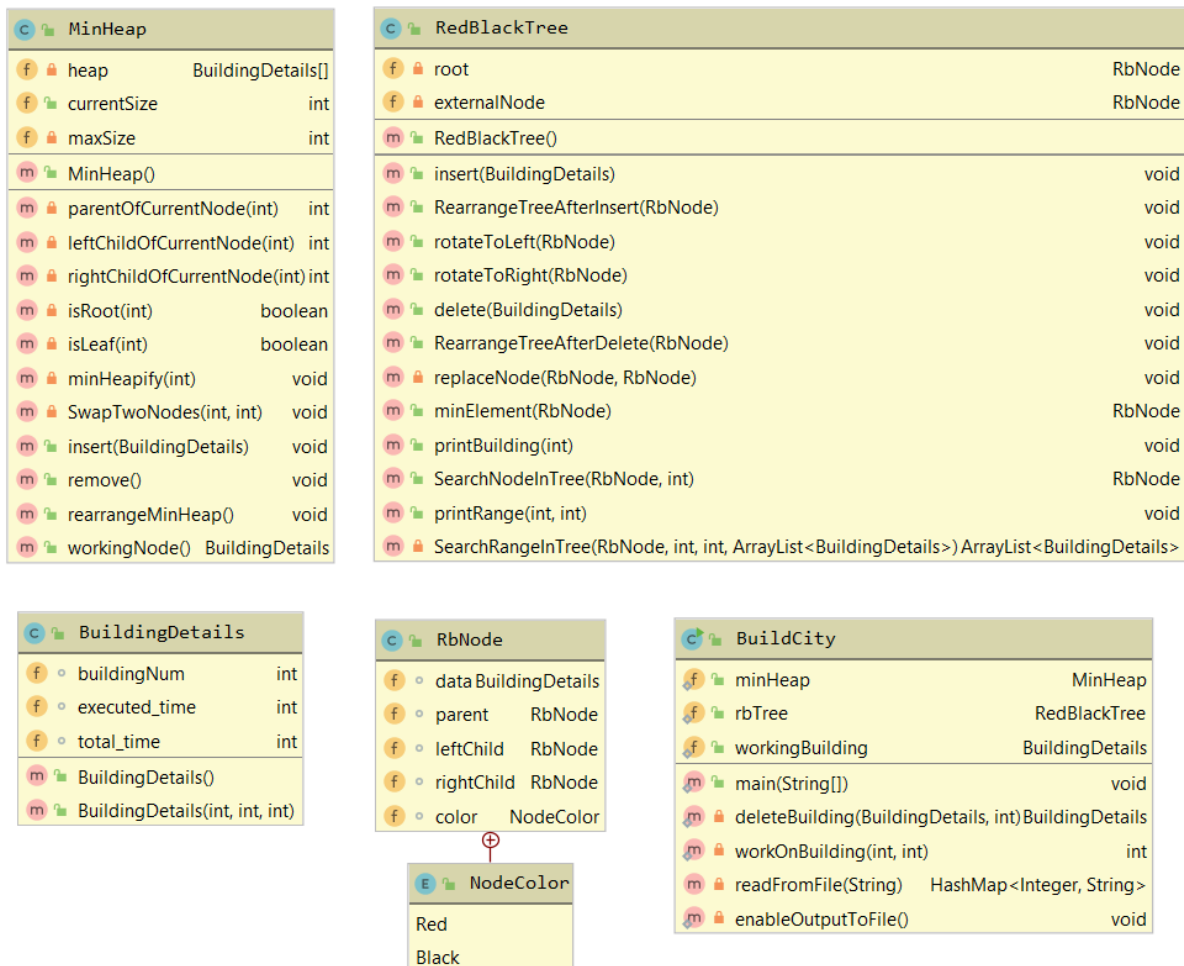 MinHeap
heap BuildingDetails[]
currentSize int
maxSize int
MinHeap()
parentOfCurrentNode(int) int
leftChildOfCurrentNode(int) int
rightChildOfCurrentNode(int) int
isRoot(int) boolean
isLeaf(int) boolean
minHeapify(int) void
SwapTwoNodes(int, int) void
insert(BuildingDetails) void
remove() void
rearrangeMinHeap() void
workingNode() BuildingDetails
RedBlackTree
root RbNode
externalNode RbNode
RedBlackTree()
insert(BuildingDetails) void
RearrangeTreeAfterInsert(RbNode) void
rotateToLeft(RbNode) void
rotateToRight(RbNode) void
delete(BuildingDetails) void
RearrangeTreeAfterDelete(RbNode) void
replaceNode(RbNode, RbNode) void
minElement(RbNode) RbNode
printBuilding(int) void
SearchNodeInTree(RbNode, int) RbNode
printRange(int, int) void
SearchRangeInTree(RbNode, int, int, ArrayList<BuildingDetails>) ArrayList<BuildingDetails>
BuildingDetails
buildingNum int
executed_time int
total_time int
BuildingDetails()
BuildingDetails(int, int, int)
RbNode
data BuildingDetails
parent RbNode
leftChild RbNode
rightChild RbNode
color NodeColor
NodeColor
Red
Black
BuildCity
minHeap MinHeap
rbTree RedBlackTree
workingBuilding BuildingDetails
main(String[]) void
deleteBuilding(BuildingDetails, int) BuildingDetails
workOnBuilding(int, int) int
readFromFile(String) HashMap<Integer, String>
enableOutputToFile() void